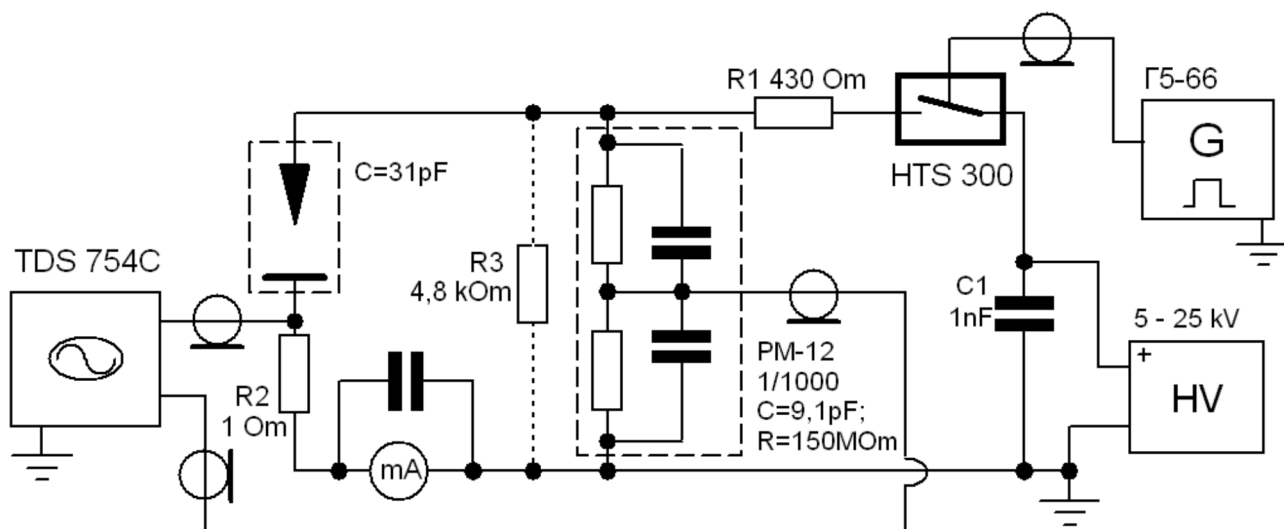 R1 430 Om
Г5-66
G
HTS 300
C=31pF
TDS 754C
R3
4,8 kOm
C1
1nF
5 - 25 kV
+
HV
PM-12
1/1000
C=9,1pF;
R=150MOm
R2
1 Om
mA